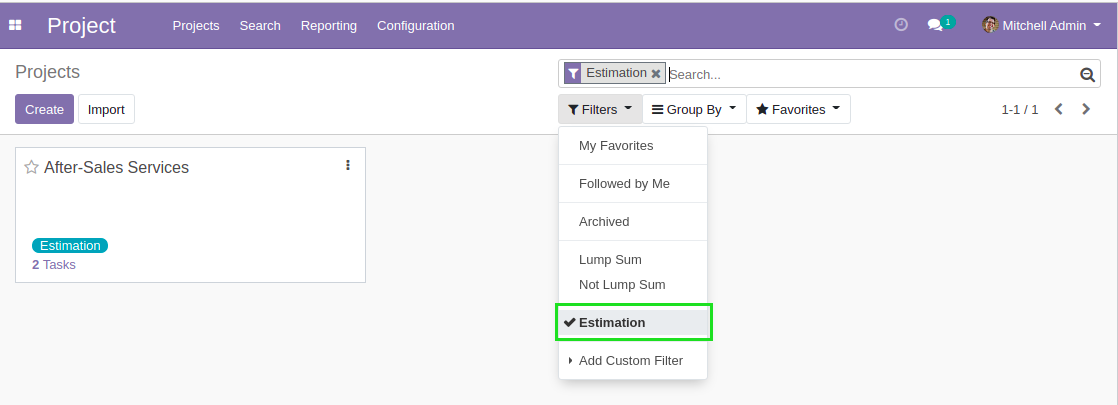 Project Projects Search Reporting Configuration 1 Mitchell Admin
Projects
Estimation Search...
Create Import
Filters Group By Favorites 1-1 / 1
My Favorites
Followed by Me
Archived
Lump Sum
Not Lump Sum
Estimation
Add Custom Filter
After-Sales Services
Estimation
2 Tasks